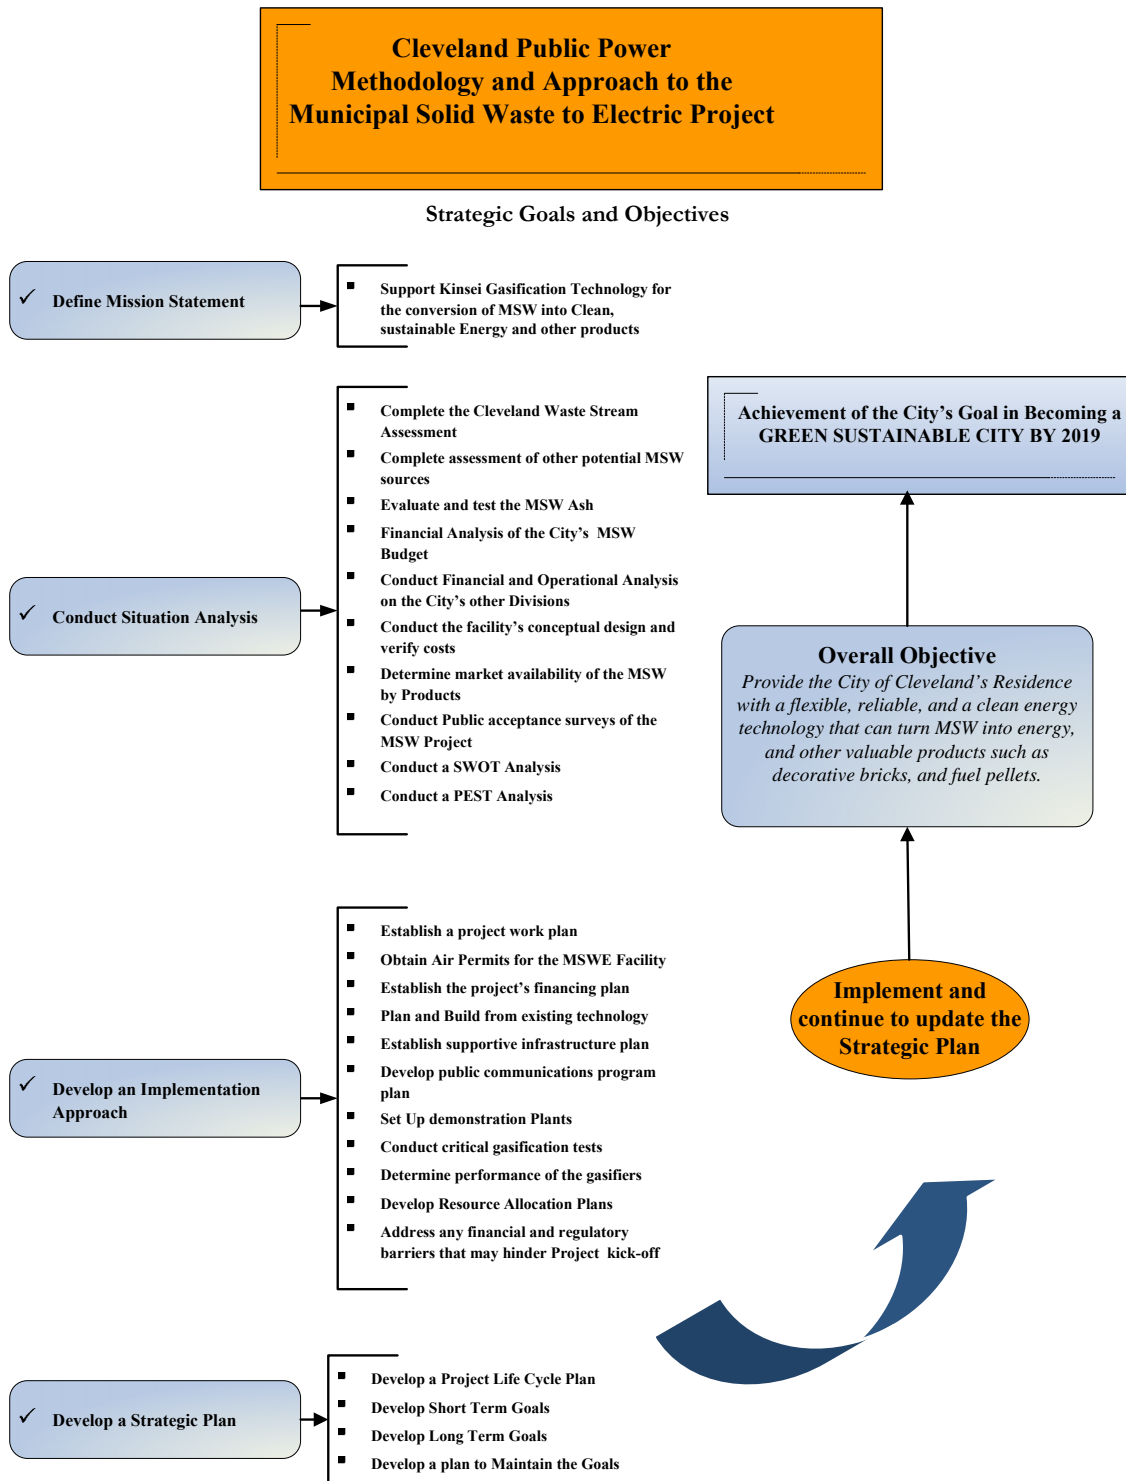 Cleveland Public Power
Methodology and Approach to the
Municipal Solid Waste to Electric Project
Strategic Goals and Objectives
✓ Define Mission Statement
▪ Support Kinsei Gasification Technology for
the conversion of MSW into Clean,
sustainable Energy and other products
✓ Conduct Situation Analysis
▪ Complete the Cleveland Waste Stream
Assessment
▪ Complete assessment of other potential MSW
sources
▪ Evaluate and test the MSW Ash
▪ Financial Analysis of the City’s MSW
Budget
▪ Conduct Financial and Operational Analysis
on the City’s other Divisions
▪ Conduct the facility’s conceptual design and
verify costs
▪ Determine market availability of the MSW
by Products
▪ Conduct Public acceptance surveys of the
MSW Project
▪ Conduct a SWOT Analysis
▪ Conduct a PEST Analysis
✓ Develop an Implementation
Approach
▪ Establish a project work plan
▪ Obtain Air Permits for the MSWE Facility
▪ Establish the project’s financing plan
▪ Plan and Build from existing technology
▪ Establish supportive infrastructure plan
▪ Develop public communications program
plan
▪ Set Up demonstration Plants
▪ Conduct critical gasification tests
▪ Determine performance of the gasifiers
▪ Develop Resource Allocation Plans
▪ Address any financial and regulatory
barriers that may hinder Project kick-off
✓ Develop a Strategic Plan
▪ Develop a Project Life Cycle Plan
▪ Develop Short Term Goals
▪ Develop Long Term Goals
▪ Develop a plan to Maintain the Goals
Achievement of the City’s Goal in Becoming a
GREEN SUSTAINABLE CITY BY 2019
Overall Objective
Provide the City of Cleveland’s Residence
with a flexible, reliable, and a clean energy
technology that can turn MSW into energy,
and other valuable products such as
decorative bricks, and fuel pellets.
Implement and
continue to update the
Strategic Plan